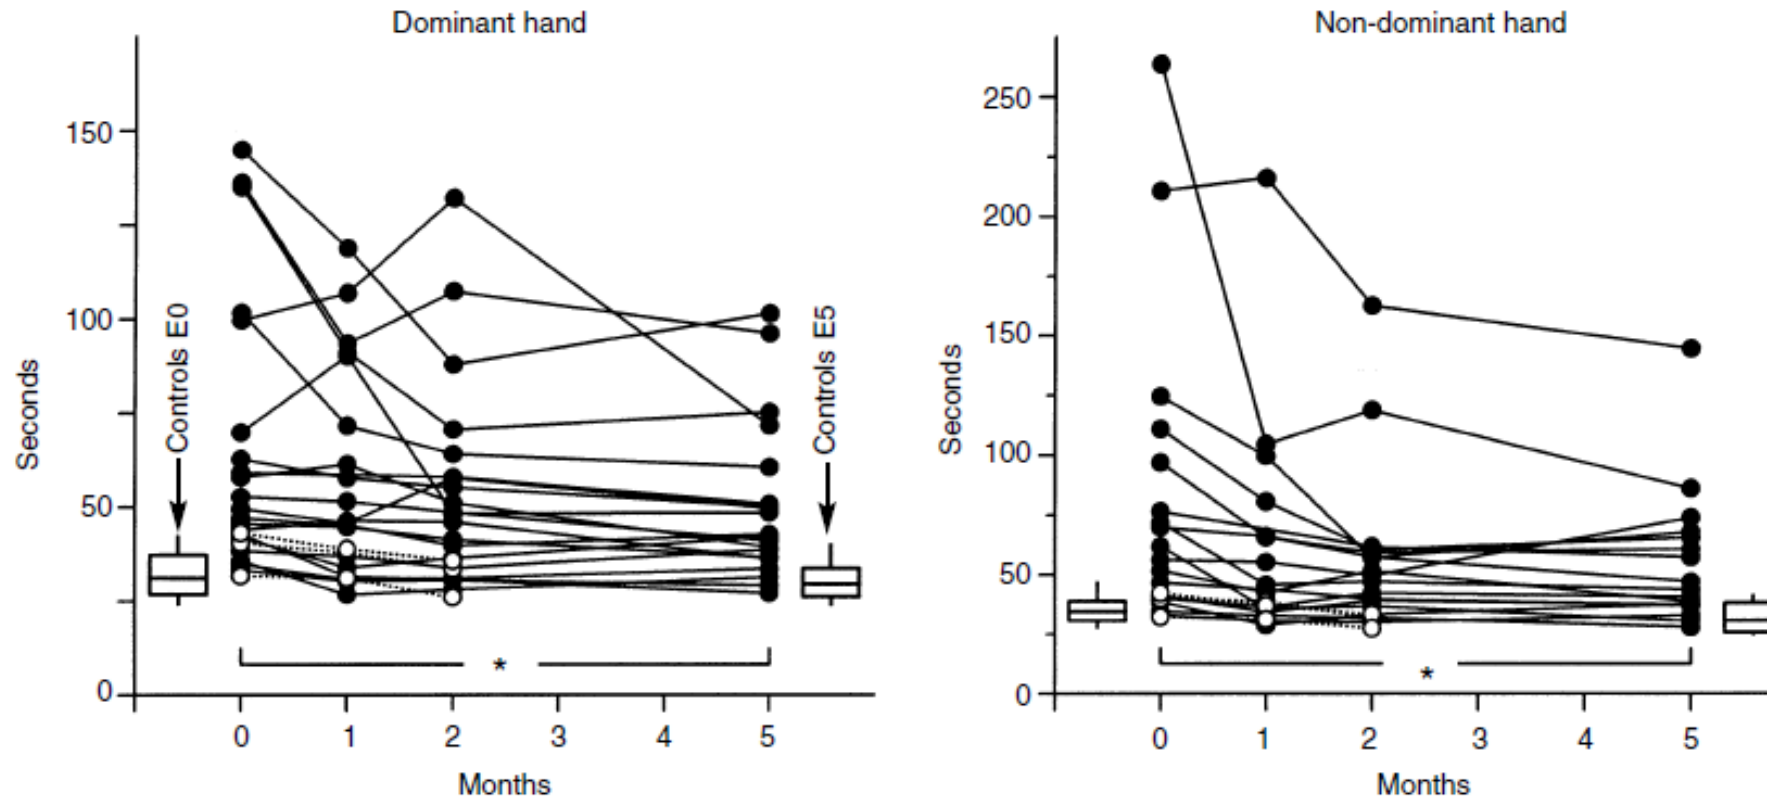 Dominant hand
150
100
50
0
Seconds
Controls E0
Controls E5
*
0 1 2 3 4 5
Months
Non-dominant hand
250
200
150
100
50
0
Seconds
*
0 1 2 3 4 5
Months